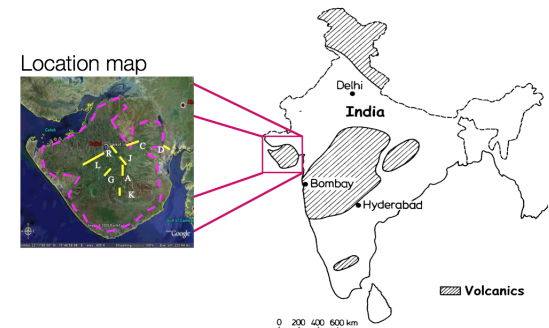 Location map
C
D
R
J
L
G
A
K
Google
Delhi
India
Bombay
Hyderabad
Volcanics
0 200 400 600 km